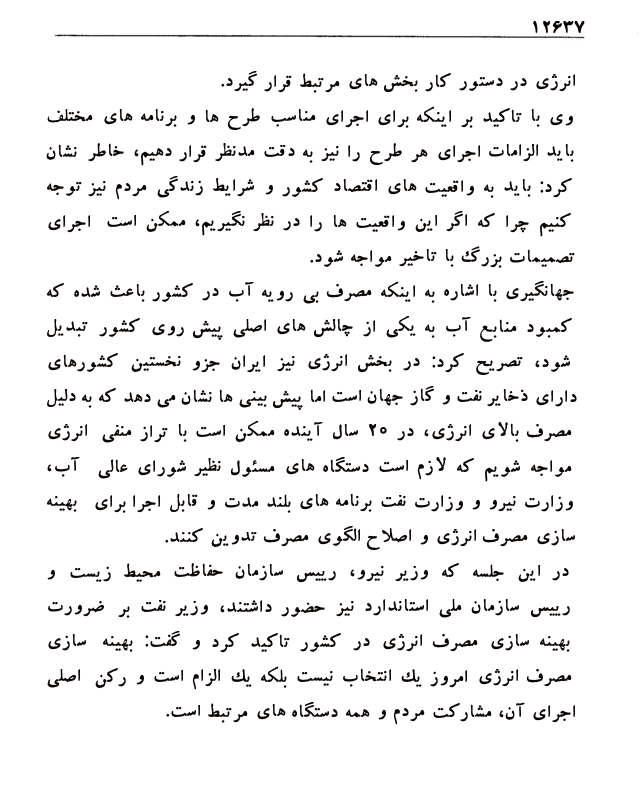 ۱۲۶۳۷
انرژی در دستور کار بخش های مرتبط قرار گیرد.
وی با تاکید بر اینکه برای اجرای مناسب طرح ها و برنامه های مختلف
باید الزامات اجرای هر طرح را نیز به دقت مدنظر قرار دهیم، خاطر نشان
کرد: باید به واقعیت های اقتصاد کشور و شرایط زندگی مردم نیز توجه
کنیم چرا که اگر این واقعیت ها را در نظر نگیریم، ممکن است اجرای
تصمیمات بزرگ با تاخیر مواجه شود.
جهانگیری با اشاره به اینکه مصرف بی رویه آب در کشور باعث شده که
کمبود منابع آب به یکی از چالش های اصلی پیش روی کشور تبدیل
شود، تصریح کرد: در بخش انرژی نیز ایران جزو نخستین کشورهای
دارای ذخایر نفت و گاز جهان است اما پیش بینی ها نشان می دهد که به دلیل
مصرف بالای انرژی، در ۲۵ سال آینده ممکن است با تراز منفی انرژی
مواجه شویم که لازم است دستگاه های مسئول نظیر شورای عالی آب،
وزارت نیرو و وزارت نفت برنامه های بلند مدت و قابل اجرا برای بهینه
سازی مصرف انرژی و اصلاح الگوی مصرف تدوین کنند.
در این جلسه که وزیر نیرو، رییس سازمان حفاظت محیط زیست و
رییس سازمان ملی استاندارد نیز حضور داشتند، وزیر نفت بر ضرورت
بهینه سازی مصرف انرژی در کشور تاکید کرد و گفت: بهینه سازی
مصرف انرژی امروز یك انتخاب نیست بلکه یك الزام است و رکن اصلی
اجرای آن، مشارکت مردم و همه دستگاه های مرتبط است.